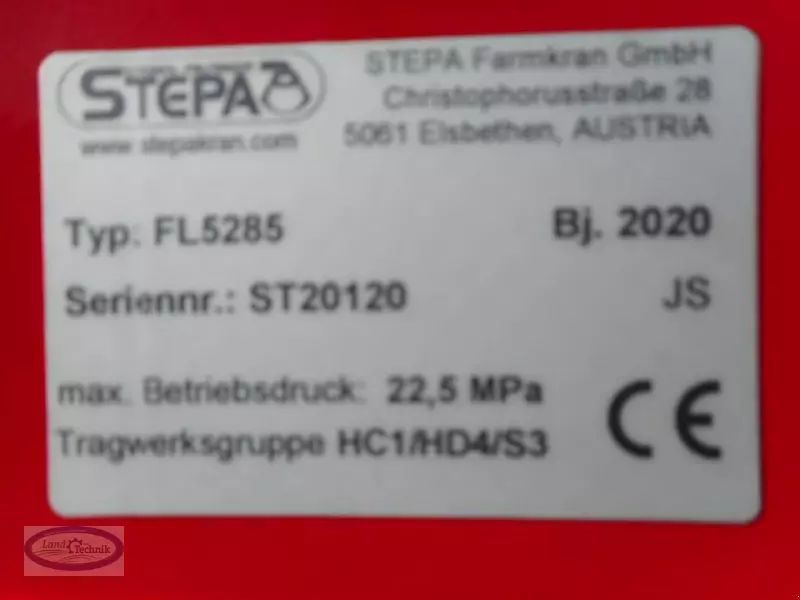 STEPA
www.stepakran.com
STEPA Farmkran GmbH
Christophorusstraße 28
5061 Elsbethen, AUSTRIA
Typ: FL5285
Bj. 2020
Seriennr.: ST20120
JS
max. Betriebsdruck: 22,5 MPa
Tragwerksgruppe HC1/HD4/S3
CE
Land
Technik